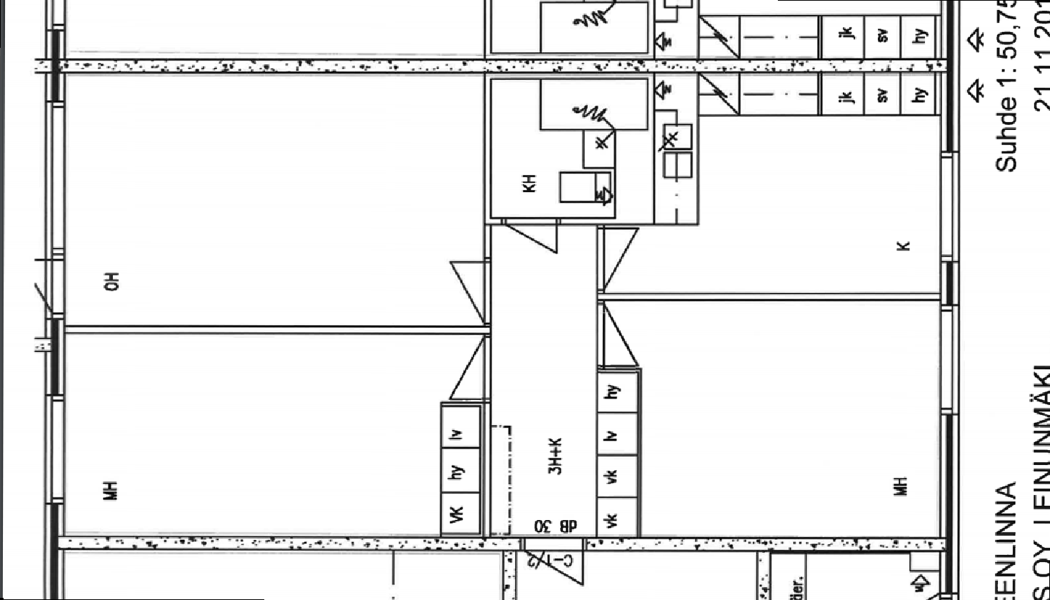 jk sv hy
jk sv hy
KH
OH
K
MH
lv
hy
VK
3H+K
hy
lv
vk
vk
MH
dB 30
C-1/2
der.
Suhde 1: 50,75
21.11.201
EENLINNA
S OY LEINUNMÄKI